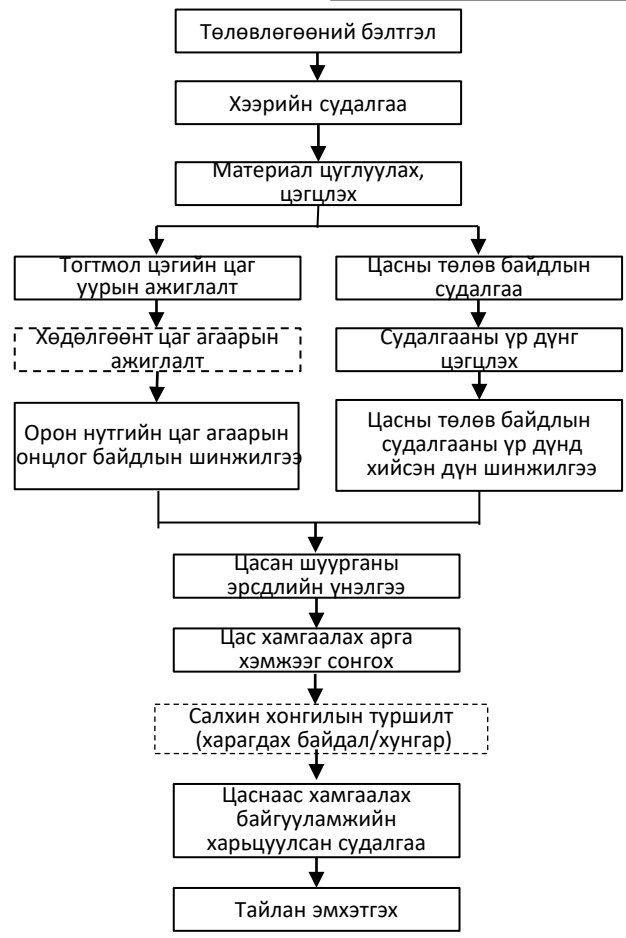 Төлөвлөгөөний бэлтгэл
Хээрийн судалгаа
Материал цуглуулах,
цэгцлэх
Тогтмол цэгийн цаг
уурын ажиглалт
Хөдөлгөөнт цаг агаарын
ажиглалт
Орон нутгийн цаг агаарын
онцлог байдлын шинжилгээ
Цасны төлөв байдлын
судалгаа
Судалгааны үр дүнг
цэгцлэх
Цасны төлөв байдлын
судалгааны үр дүнд
хийсэн дүн шинжилгээ
Цасан шуурганы
эрсдлийн үнэлгээ
Цас хамгаалах арга
хэмжээг сонгох
Салхин хонгилын туршилт
(харагдах байдал/хунгар)
Цаснаас хамгаалах
байгууламжийн
харьцуулсан судалгаа
Тайлан эмхэтгэх